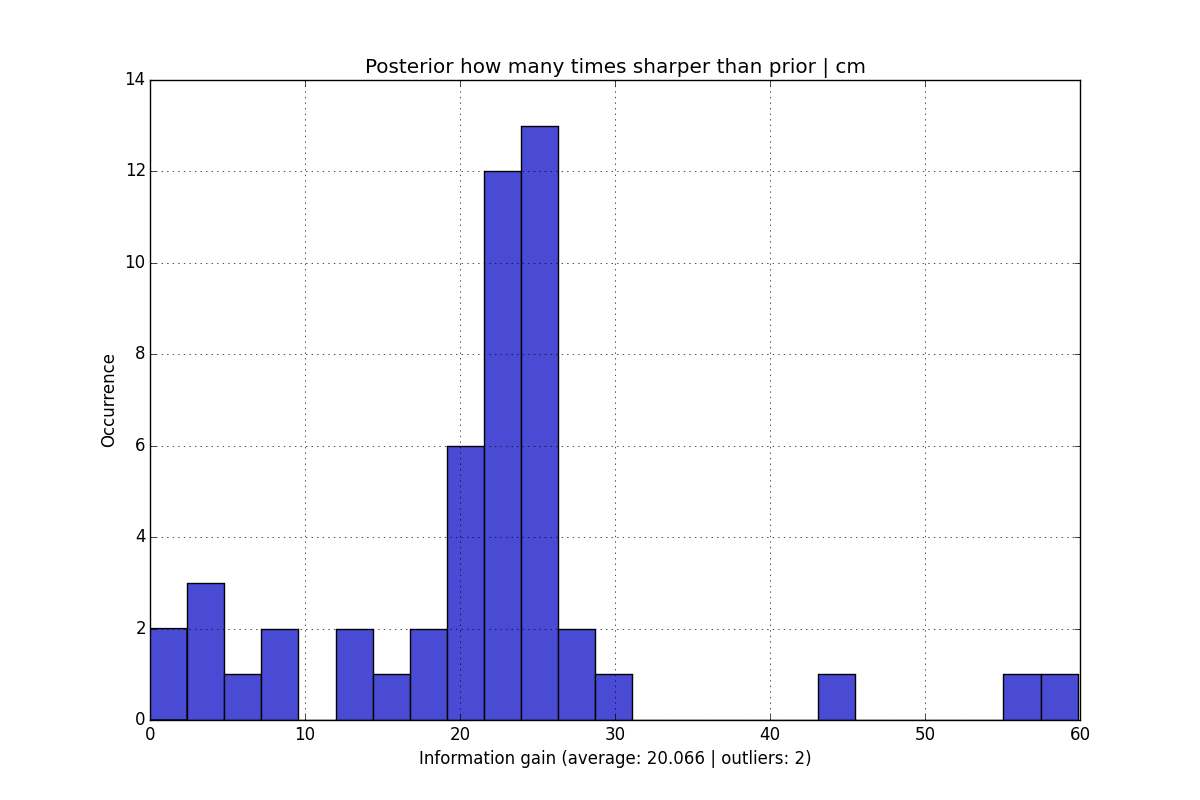 Posterior how many times sharper than prior | cm
14
12
10
8
6
4
2
0
Occurrence
0 10 20 30 40 50 60
Information gain (average: 20.066 | outliers: 2)